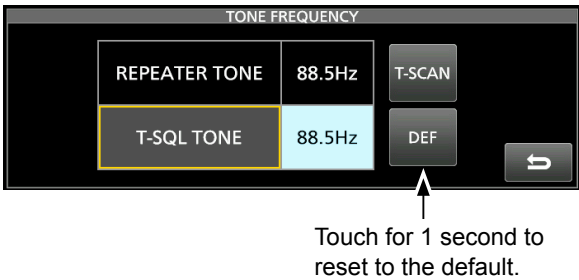 TONE FREQUENCY
REPEATER TONE 88.5Hz T-SCAN
T-SQL TONE 88.5Hz DEF
Touch for 1 second to
reset to the default.